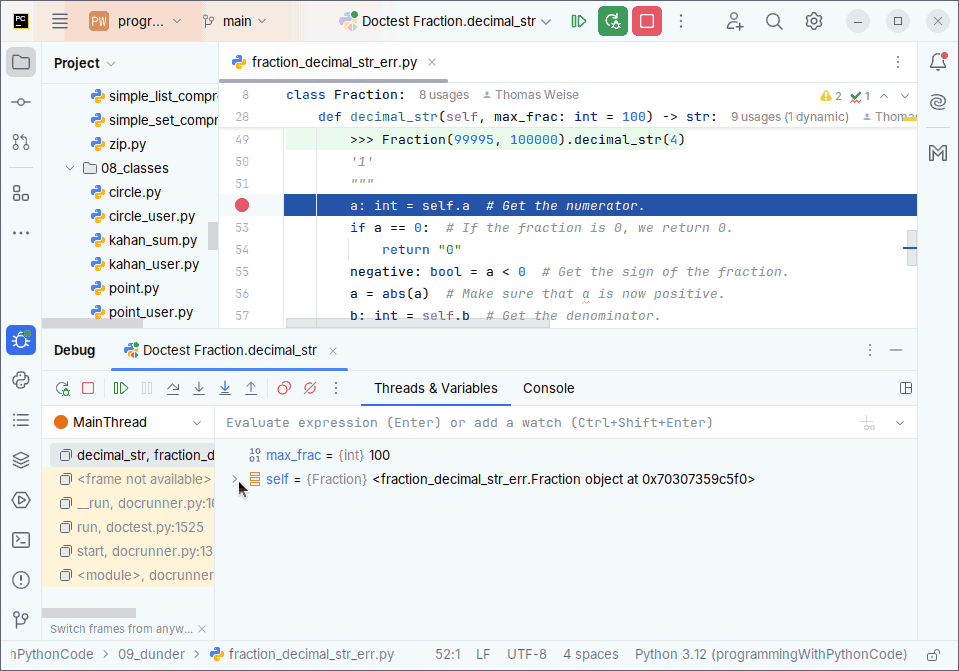 PC PW progr... main Doctest Fraction.decimal_str
Project
fraction_decimal_str_err.py
simple_list_compr
simple_set_compr
zip.py
08_classes
circle.py
circle_user.py
kahan_sum.py
kahan_user.py
point.py
point_user.py
8 class Fraction: 8 usages Thomas Weise 2 1
28 def decimal_str(self, max_frac: int = 100) -> str: 9 usages (1 dynamic) Thomas
49 >>> Fraction(99995, 100000).decimal_str(4)
50 '1'
51 """
a: int = self.a # Get the numerator.
53 if a == 0: # If the fraction is 0, we return 0.
54 return "0"
55 negative: bool = a < 0 # Get the sign of the fraction.
56 a = abs(a) # Make sure that a is now positive.
57 b: int = self.b # Get the denominator.
Debug Doctest Fraction.decimal_str
Threads & Variables Console
MainThread
Evaluate expression (Enter) or add a watch (Ctrl+Shift+Enter)
decimal_str, fraction_d
<frame not available>
__run, docrunner.py:16
run, doctest.py:1525
start, docrunner.py:13
<module>, docrunner
Switch frames from anyw...
10 01 max_frac = {int} 100
self = {Fraction} <fraction_decimal_str_err.Fraction object at 0x70307359c5f0>
hPythonCode > 09_dunder > fraction_decimal_str_err.py 52:1 LF UTF-8 4 spaces Python 3.12 (programmingWithPythonCode)